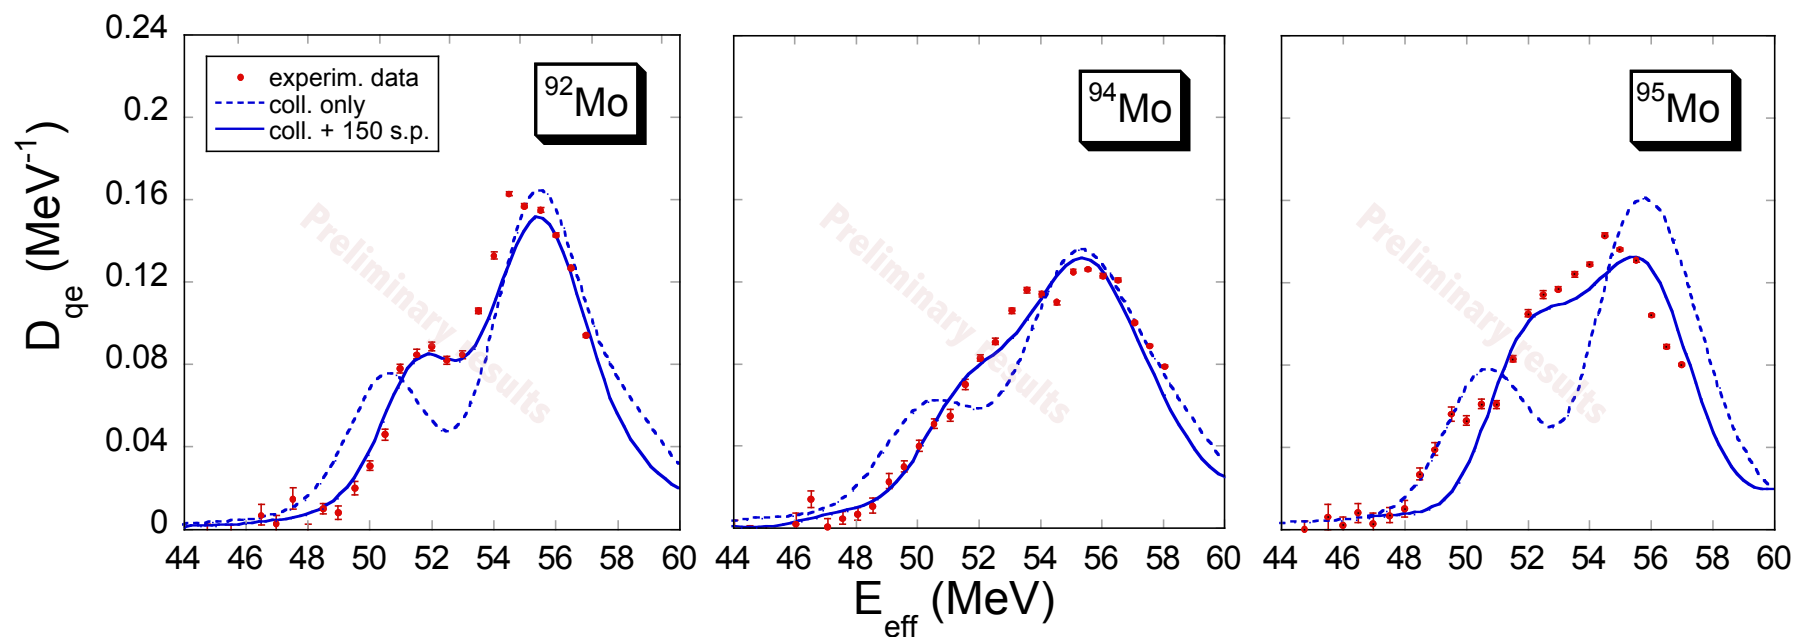 0.24
0.2
0.16
0.12
0.08
0.04
0
D_qe (MeV^-1)
experim. data
coll. only
coll. + 150 s.p.
^92Mo
Preliminary results
44 46 48 50 52 54 56 58 60
^94Mo
Preliminary results
44 46 48 50 52 54 56 58 60
^95Mo
Preliminary results
44 46 48 50 52 54 56 58 60
E_eff (MeV)